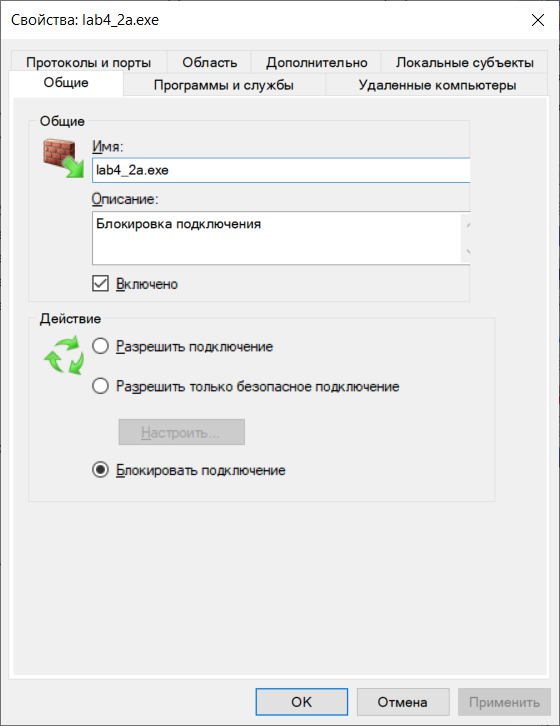 Свойства: lab4_2a.exe
Протоколы и порты
Область
Дополнительно
Локальные субъекты
Общие
Программы и службы
Удаленные компьютеры
Общие
Имя:
lab4_2a.exe
Описание:
Блокировка подключения
Включено
Действие
Разрешить подключение
Разрешить только безопасное подключение
Настроить...
Блокировать подключение
OK
Отмена
Применить